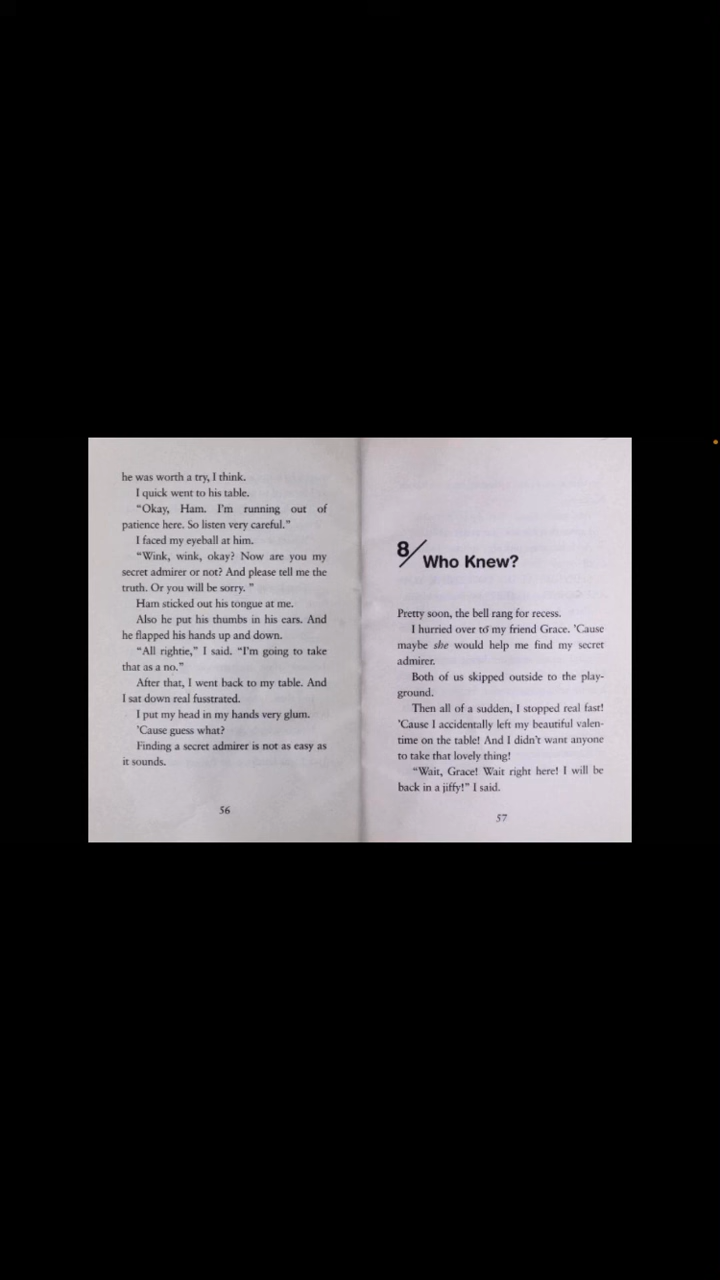 he was worth a try, I think.
I quick went to his table.
“Okay, Ham. I’m running out of
patience here. So listen very careful.”
I faced my eyeball at him.
“Wink, wink, okay? Now are you my
secret admirer or not? And please tell me the
truth. Or you will be sorry. ”
Ham sticked out his tongue at me.
Also he put his thumbs in his ears. And
he flapped his hands up and down.
“All rightie,” I said. “I’m going to take
that as a no.”
After that, I went back to my table. And
I sat down real fusstrated.
I put my head in my hands very glum.
’Cause guess what?
Finding a secret admirer is not as easy as
it sounds.
56
8/
Who Knew?
Pretty soon, the bell rang for recess.
I hurried over to my friend Grace. ’Cause
maybe she would help me find my secret
admirer.
Both of us skipped outside to the play-
ground.
Then all of a sudden, I stopped real fast!
’Cause I accidentally left my beautiful valen-
time on the table! And I didn’t want anyone
to take that lovely thing!
“Wait, Grace! Wait right here! I will be
back in a jiffy!” I said.
57